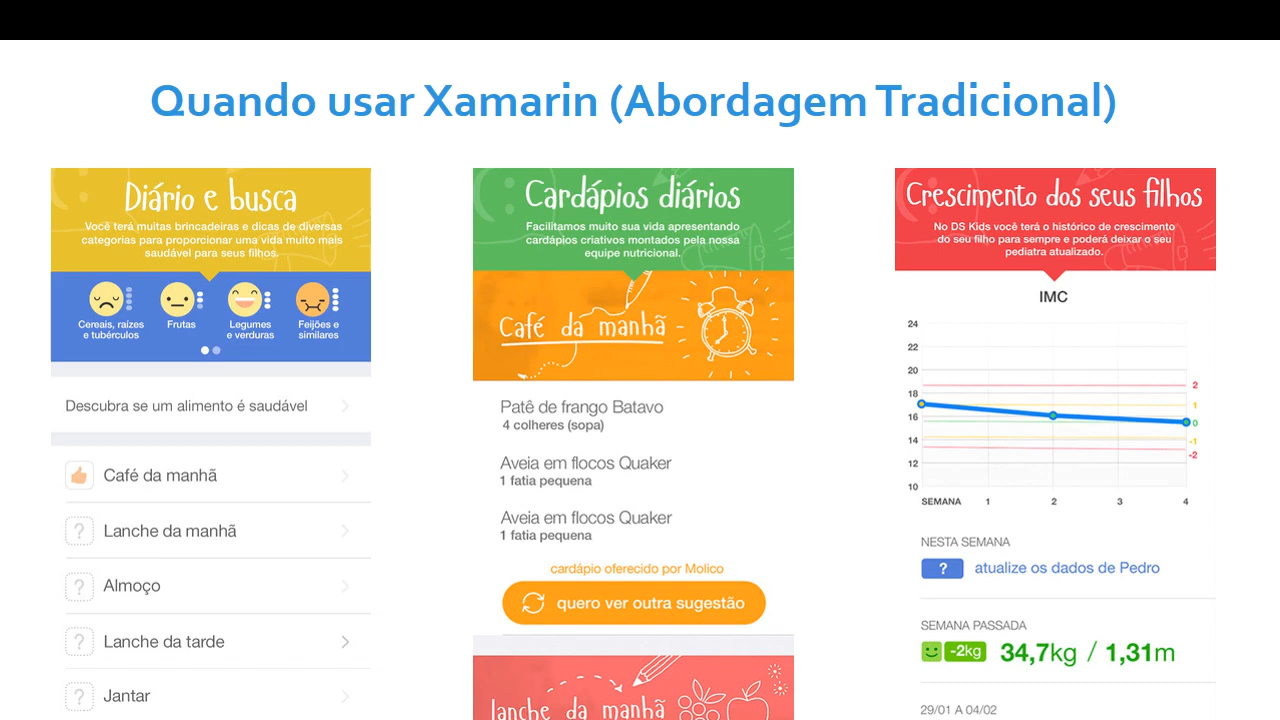 Quando usar Xamarin (Abordagem Tradicional)
Diário e busca
Você terá muitas brincadeiras e dicas de diversas
categorias para proporcionar uma vida muito mais
saudável para seus filhos.
Cereais, raízes
e tubérculos
Frutas
Legumes
e verduras
Feijões e
similares
Descubra se um alimento é saudável
Café da manhã
? Lanche da manhã
? Almoço
? Lanche da tarde
? Jantar
Cardápios diários
Facilitamos muito sua vida apresentando
cardápios criativos montados pela nossa
equipe nutricional.
Café da manhã
Patê de frango Batavo
4 colheres (sopa)
Aveia em flocos Quaker
1 fatia pequena
Aveia em flocos Quaker
1 fatia pequena
cardápio oferecido por Molico
quero ver outra sugestão
lanche da manhã
Crescimento dos seus filhos
No DS Kids você terá o histórico de crescimento
do seu filho para sempre e poderá deixar o seu
pediatra atualizado.
IMC
24
22
20
18
16
14
12
10
2
1
0
-1
-2
SEMANA 1 2 3 4
NESTA SEMANA
? atualize os dados de Pedro
SEMANA PASSADA
-2kg 34,7kg / 1,31m
29/01 A 04/02